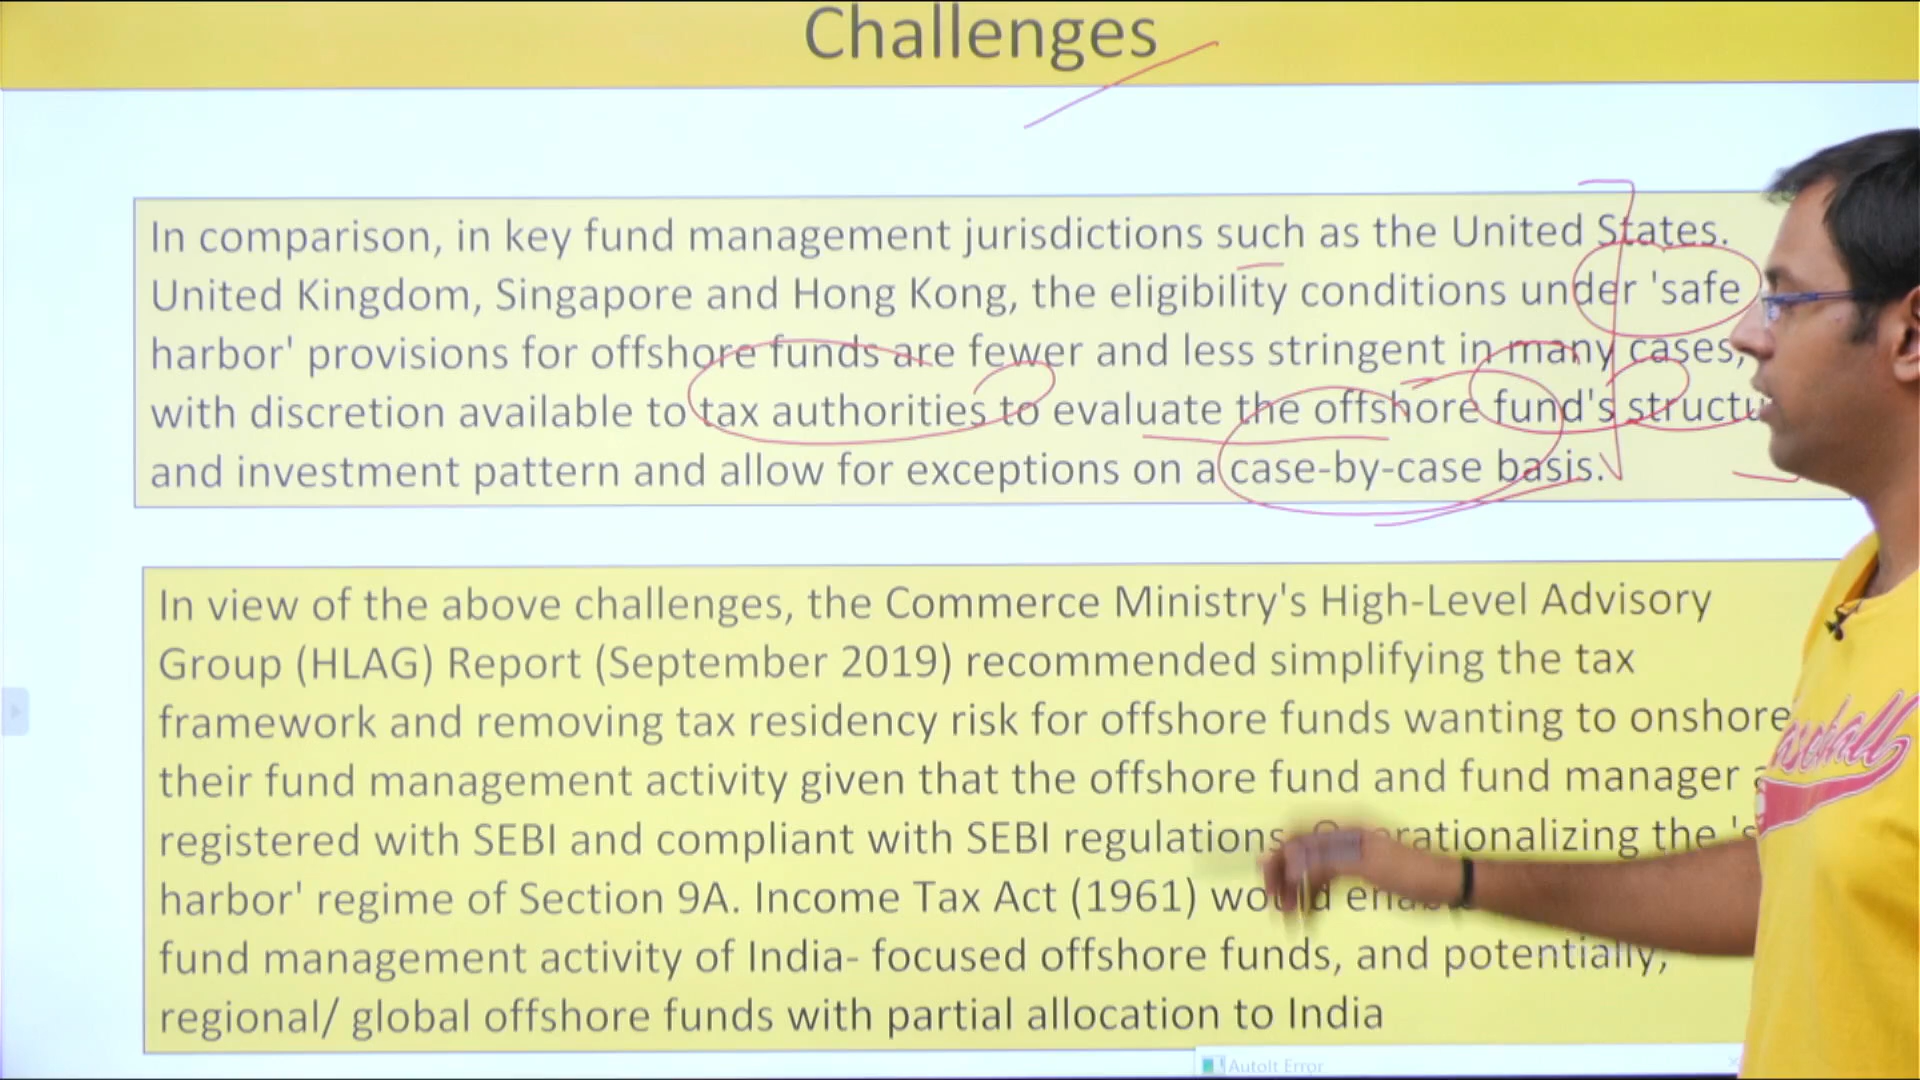 Challenges
In comparison, in key fund management jurisdictions such as the United States.
United Kingdom, Singapore and Hong Kong, the eligibility conditions under 'safe
harbor' provisions for offshore funds are fewer and less stringent in many cases,
with discretion available to tax authorities to evaluate the offshore fund's
and investment pattern and allow for exceptions on a case-by-case basis.
In view of the above challenges, the Commerce Ministry's High-Level Advisory
Group (HLAG) Report (September 2019) recommended simplifying the tax
framework and removing tax residency risk for offshore funds wanting to onshore
their fund management activity given that the offshore fund and fund manager
registered with SEBI and compliant with SEBI regulations. the
harbor' regime of Section 9A. Income Tax Act (1961) would
fund management activity of India- focused offshore funds, and potentially,
regional/ global offshore funds with partial allocation to India
AutoIt Error